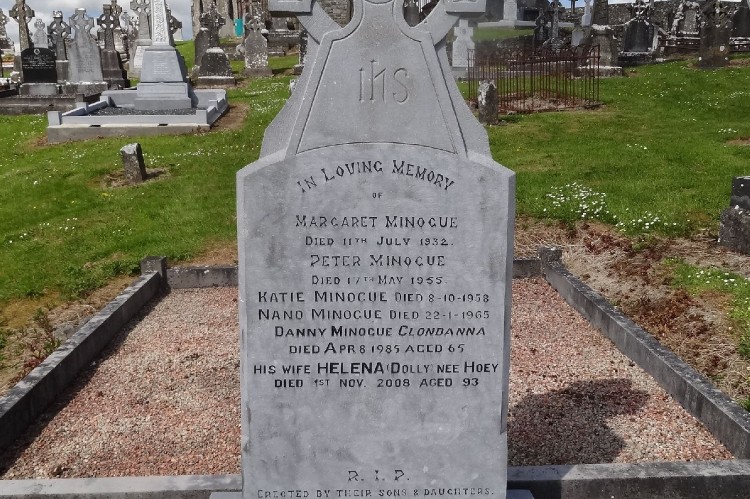 IHS
IN LOVING MEMORY
OF
MARGARET MINOGUE
DIED 11TH JULY 1932.
PETER MINOGUE
DIED 17TH MAY 1955
KATIE MINOGUE DIED 8-10-1958
NANO MINOGUE DIED 22-1-1965
DANNY MINOGUE CLONBANNA
DIED APR 8 1985 AGED 65
HIS WIFE HELENA (DOLLY) NEE HOEY
DIED 1ST NOV. 2008 AGED 93
R.I.P.
ERECTED BY THEIR SONS & DAUGHTERS.